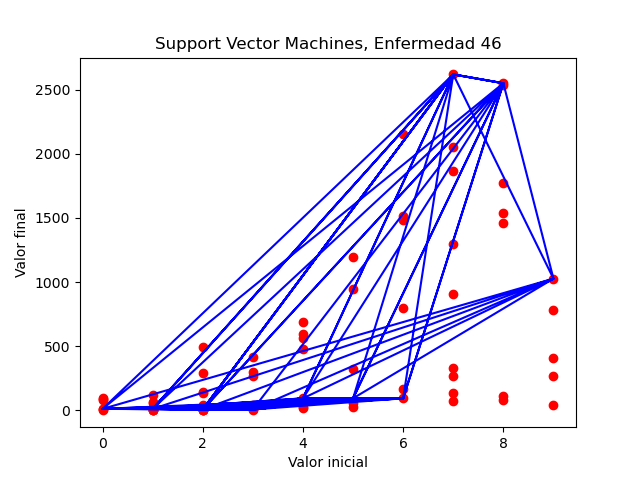 Support Vector Machines, Enfermedad 46
Valor final
2500
2000
1500
1000
500
0
0 2 4 6 8
Valor inicial